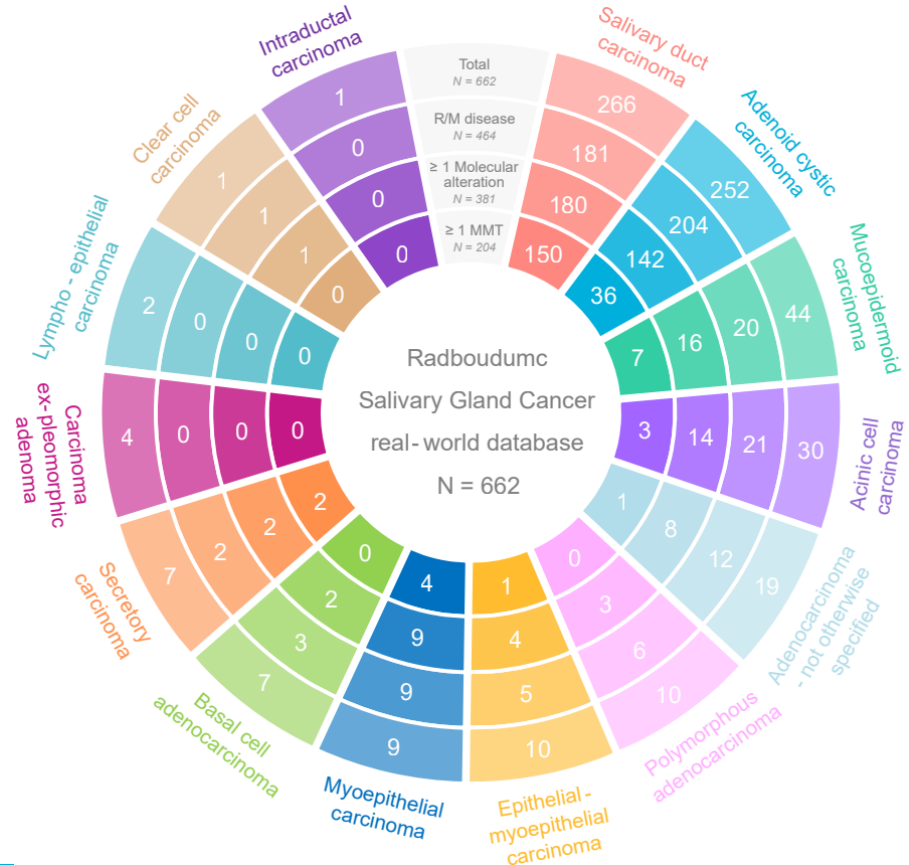 Total
N = 662
R/M disease
N = 464
≥ 1 Molecular
alteration
N = 381
≥ 1 MMT
N = 204
Salivary duct
carcinoma
266
181
180
150
Adenoid cystic
carcinoma
252
204
142
36
Mucoepidermoid
carcinoma
44
20
16
7
Acinic cell
carcinoma
30
21
14
3
Adenocarcinoma
- not otherwise
specified
19
12
8
1
Polymorphous
adenocarcinoma
10
6
3
0
Epithelial-
myoepithelial
carcinoma
10
5
4
1
Myoepithelial
carcinoma
9
9
9
4
Basal cell
adenocarcinoma
7
3
2
0
Secretory
carcinoma
7
2
2
2
Carcinoma
ex-pleomorphic
adenoma
4
0
0
0
Lympho - epithelial
carcinoma
2
0
0
0
Clear cell
carcinoma
1
1
1
0
Intraductal
carcinoma
1
0
0
0
Radboudumc
Salivary Gland Cancer
real-world database
N = 662